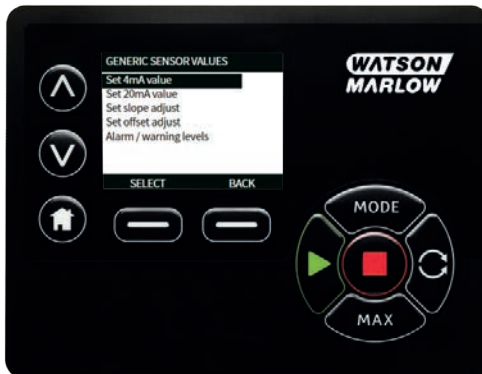 GENERIC SENSOR VALUES
Set 4mA value
Set 20mA value
Set slope adjust
Set offset adjust
Alarm / warning levels
SELECT BACK
WATSON
MARLOW
MODE
MAX